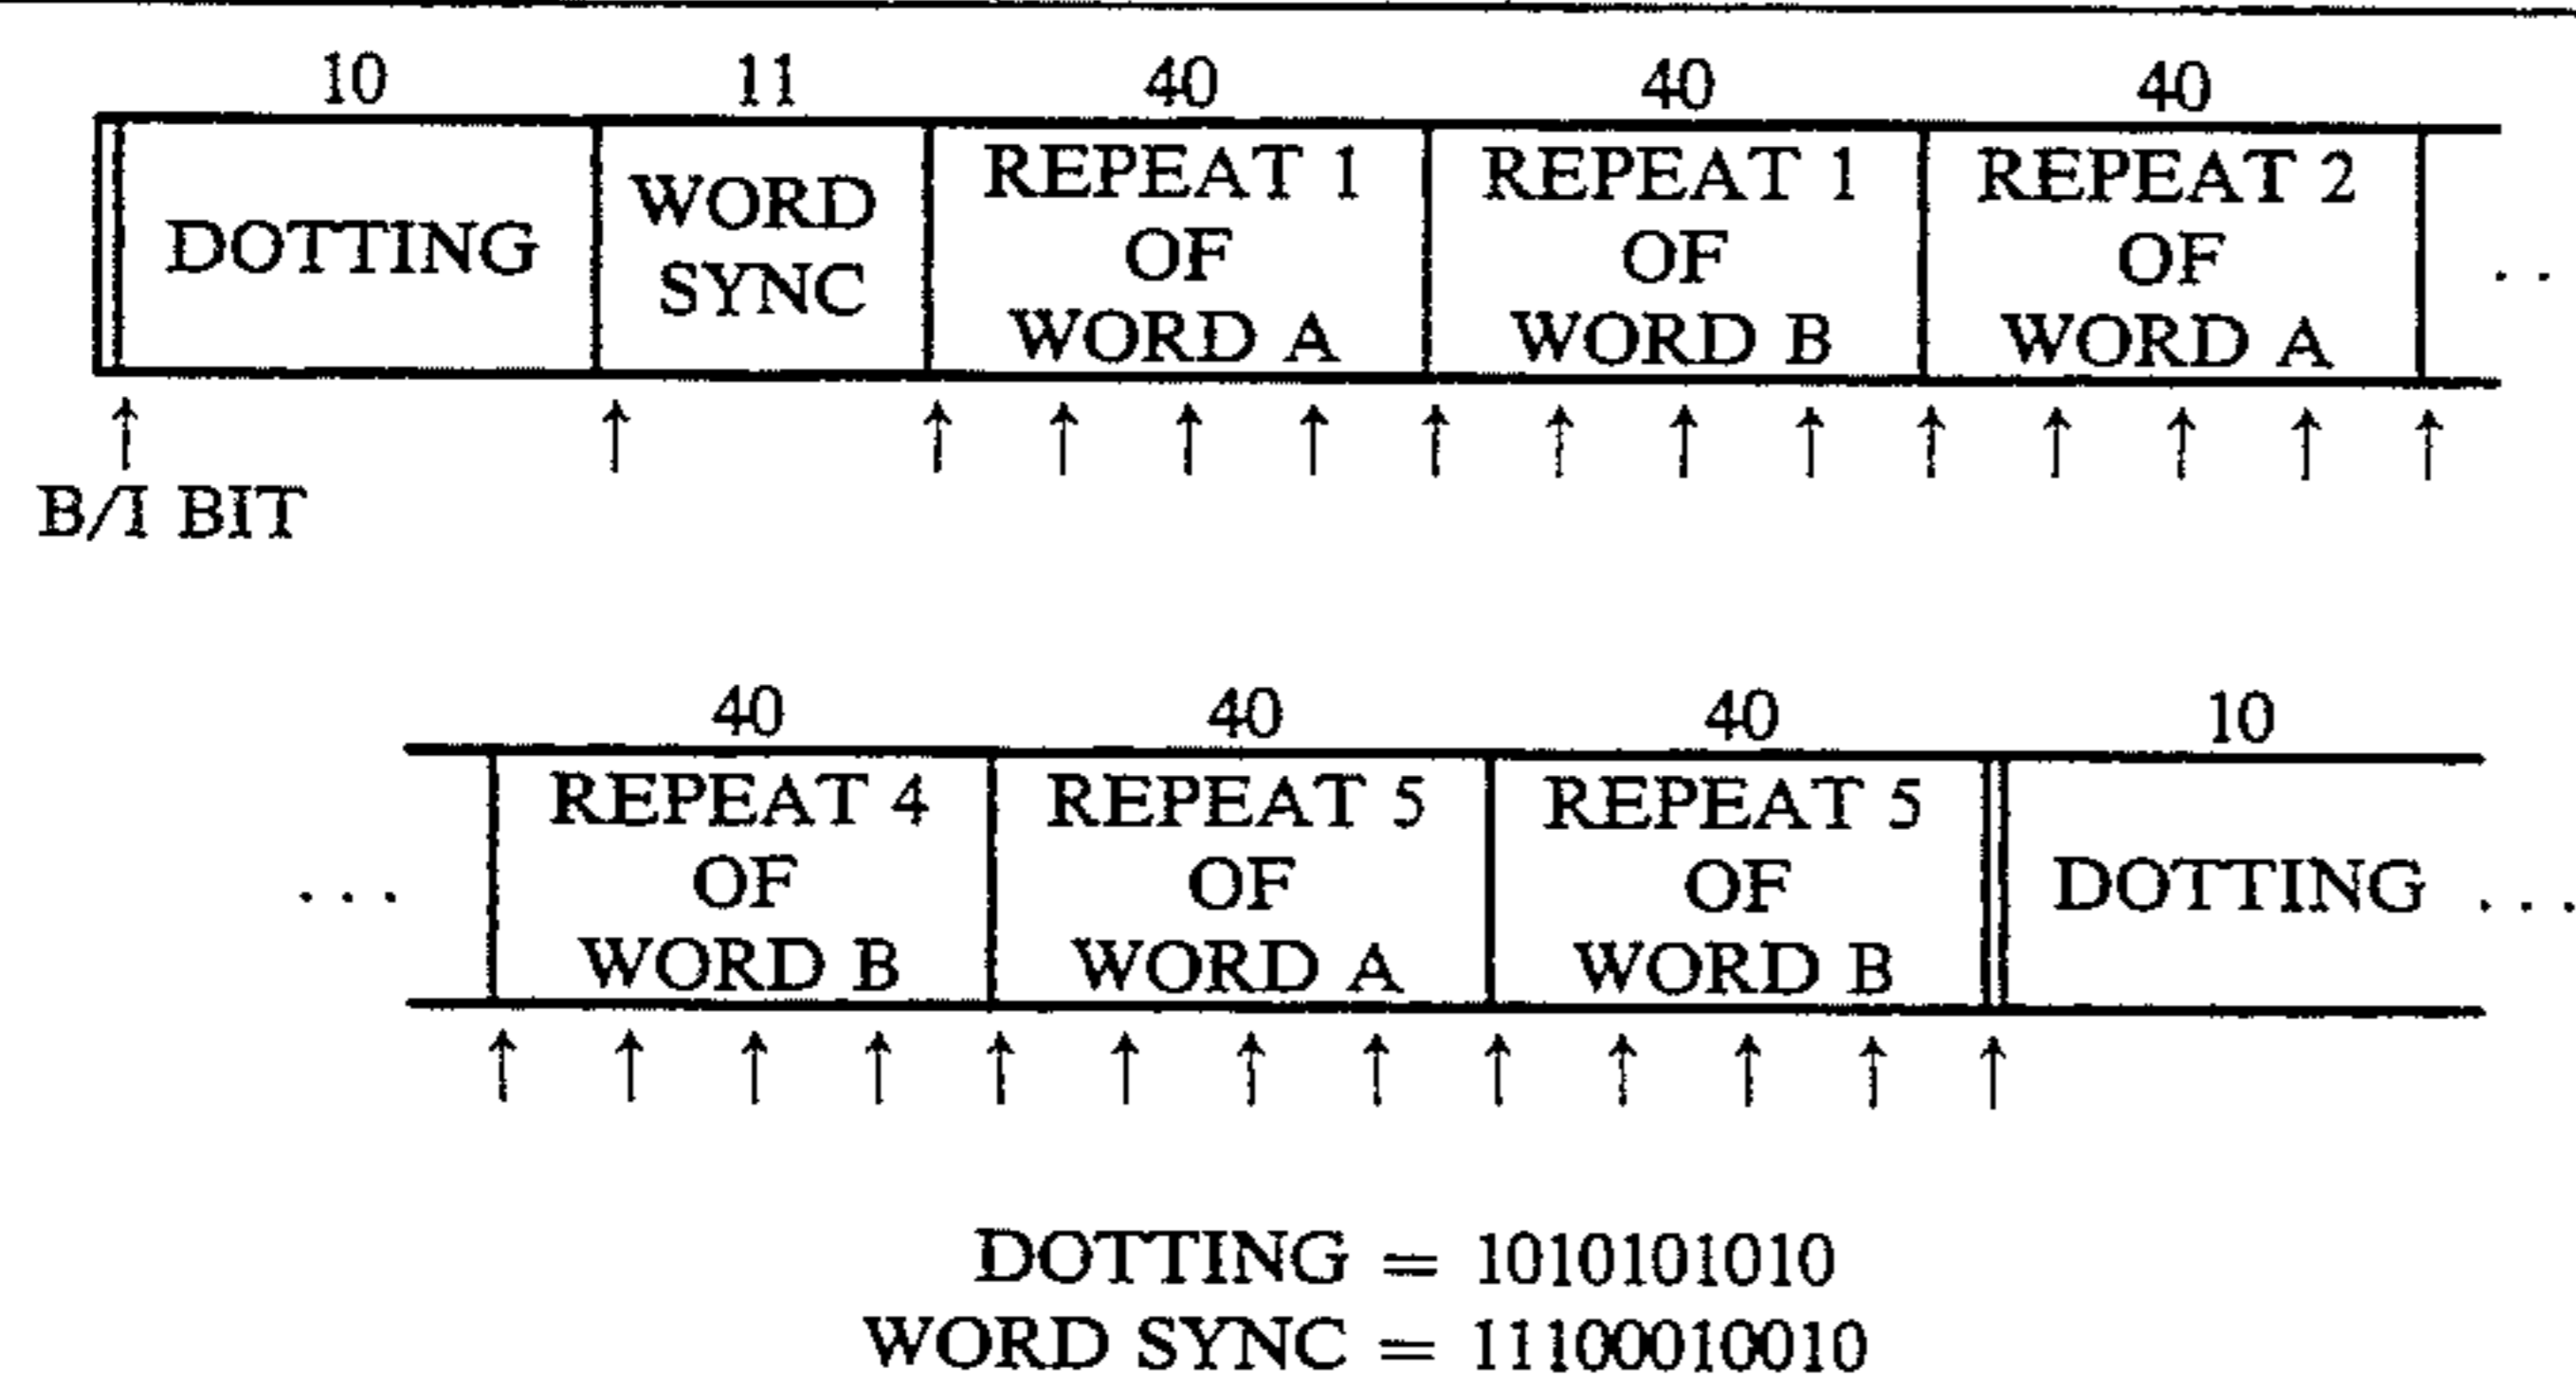 10 11 40 40 40
DOTTING
WORD
SYNC
REPEAT 1
OF
WORD A
REPEAT 1
OF
WORD B
REPEAT 2
OF
WORD A
. .
B/I BIT
40 40 40 10
. . .
REPEAT 4
OF
WORD B
REPEAT 5
OF
WORD A
REPEAT 5
OF
WORD B
DOTTING . . .
DOTTING = 1010101010
WORD SYNC = 11100010010